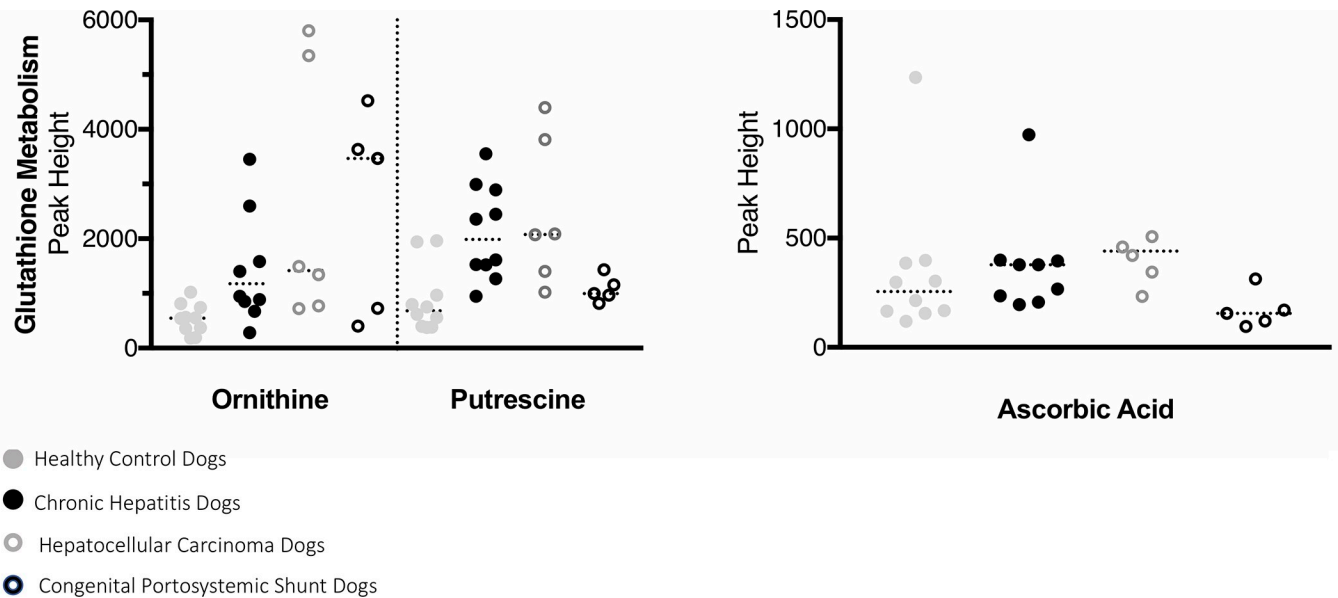 Glutathione Metabolism
Peak Height
6000
4000
2000
0
Ornithine
Putrescine
Peak Height
1500
1000
500
0
Ascorbic Acid
Healthy Control Dogs
Chronic Hepatitis Dogs
Hepatocellular Carcinoma Dogs
Congenital Portosystemic Shunt Dogs